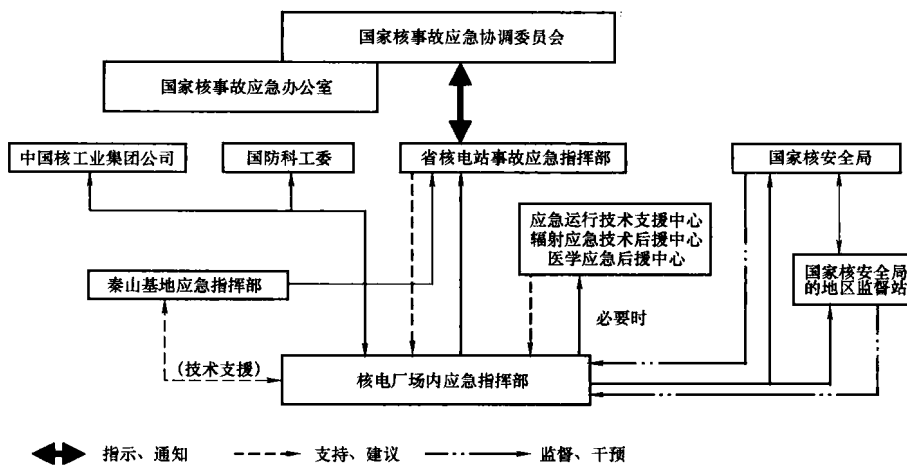 国家核事故应急协调委员会
国家核事故应急办公室
中国核工业集团公司
国防科工委
省核电站事故应急指挥部
国家核安全局
应急运行技术支援中心
辐射应急技术后援中心
医学应急后援中心
秦山基地应急指挥部
国家核安全局
的地区监督站
必要时
(技术支援)
核电厂场内应急指挥部
指示、通知
支持、建议
监督、干预